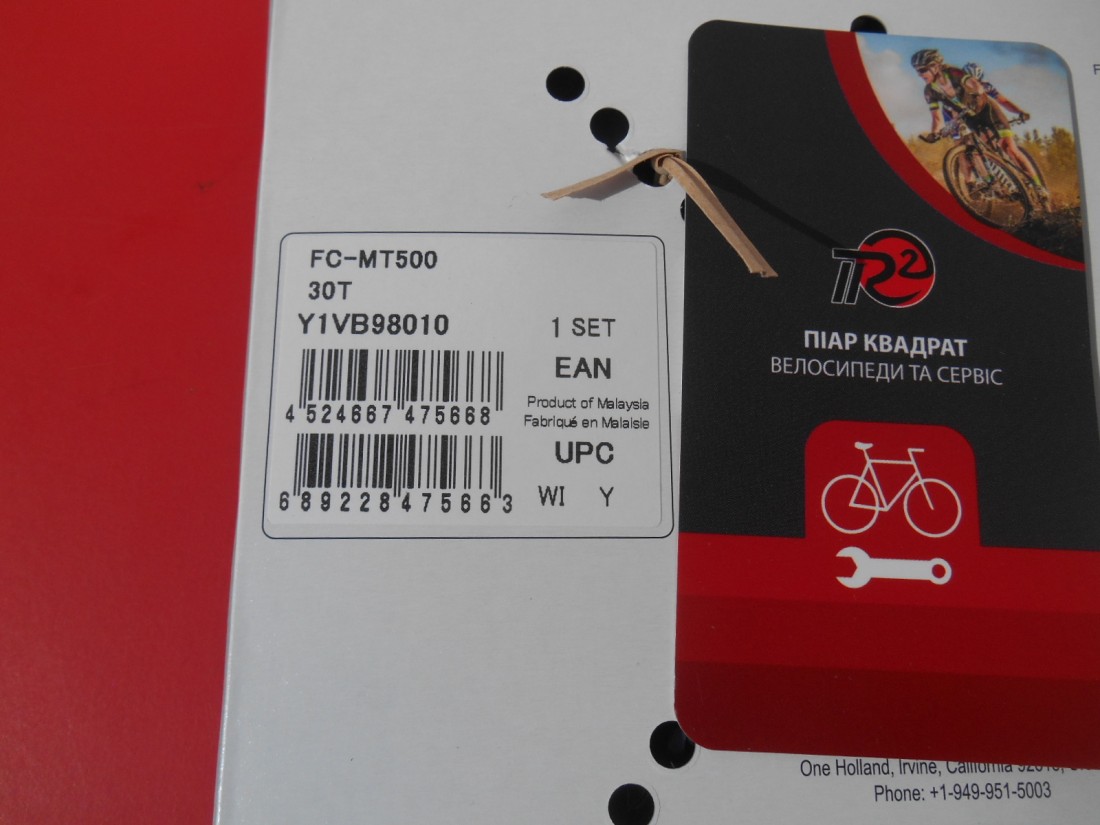 FC-MT500
30T
Y1VB98010
1 SET
EAN
4 524667 475668
Product of Malaysia
Fabriqué en Malaisie
UPC
6 89228 47566 3
WI Y
ПR2
ПІАР КВАДРАТ
ВЕЛОСИПЕДИ ТА СЕРВІС
One Holland, Irvine, California
Phone: +1-949-951-5003